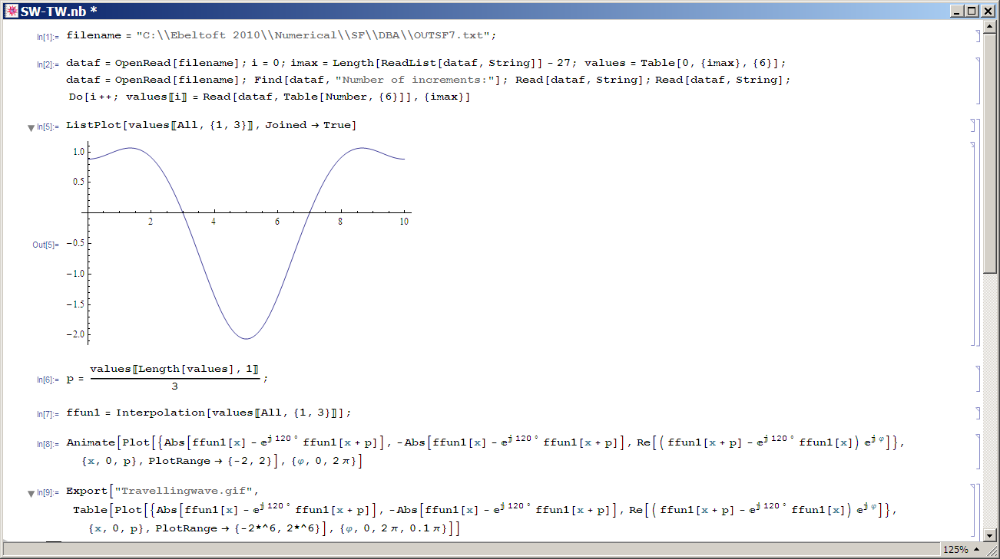 SW-TW.nb *
In[1]:= filename = "C:\\Ebeltoft 2010\\Numerical\\SF\\DBA\\OUTSF7.txt";
In[2]:= dataf = OpenRead[filename]; i = 0; imax = Length[ReadList[dataf, String]] - 27; values = Table[0, {imax}, {6}];
dataf = OpenRead[filename]; Find[dataf, "Number of increments:"]; Read[dataf, String]; Read[dataf, String];
Do[i++; values〚i〛 = Read[dataf, Table[Number, {6}]], {imax}]
In[5]:= ListPlot[values〚All, {1, 3}〛, Joined → True]
1.0
0.5
2 4 6 8 10
Out[5]= -0.5
-1.0
-1.5
-2.0
In[6]:= p = values〚Length[values], 1〛
3 ;
In[7]:= ffun1 = Interpolation[values〚All, {1, 3}〛];
In[8]:= Animate[Plot[{Abs[ffun1[x] - ⅇ^ⅉ 120 ° ffun1[x + p]], -Abs[ffun1[x] - ⅇ^ⅉ 120 ° ffun1[x + p]], Re[(ffun1[x + p] - ⅇ^ⅉ 120 ° ffun1[x]) ⅇ^ⅉ φ]},
{x, 0, p}, PlotRange → {-2, 2}], {φ, 0, 2 π}]
In[9]:= Export["Travellingwave.gif",
Table[Plot[{Abs[ffun1[x] - ⅇ^ⅉ 120 ° ffun1[x + p]], -Abs[ffun1[x] - ⅇ^ⅉ 120 ° ffun1[x + p]], Re[(ffun1[x + p] - ⅇ^ⅉ 120 ° ffun1[x]) ⅇ^ⅉ φ]},
{x, 0, p}, PlotRange → {-2*^6, 2*^6}], {φ, 0, 2 π, 0.1 π}]]
125%